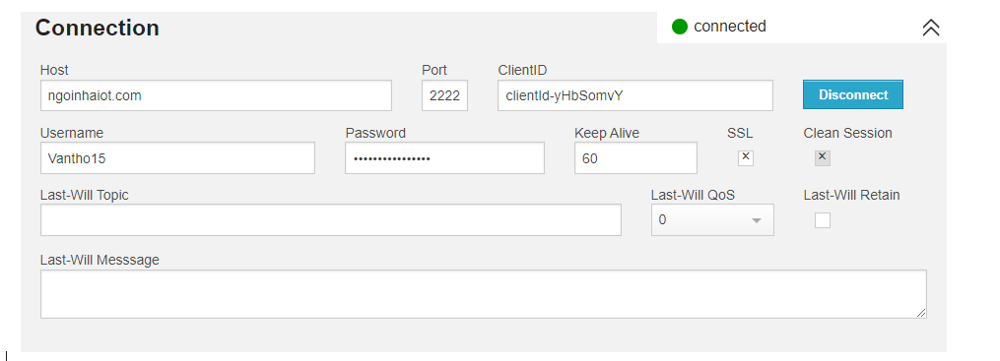 Connection
connected
Host Port ClientID
ngoinhaiot.com 2222 clientId-yHbSomvY
Disconnect
Username Password Keep Alive SSL Clean Session
Vantho15 •••••••••••••••• 60
Last-Will Topic Last-Will QoS Last-Will Retain
0
Last-Will Messsage